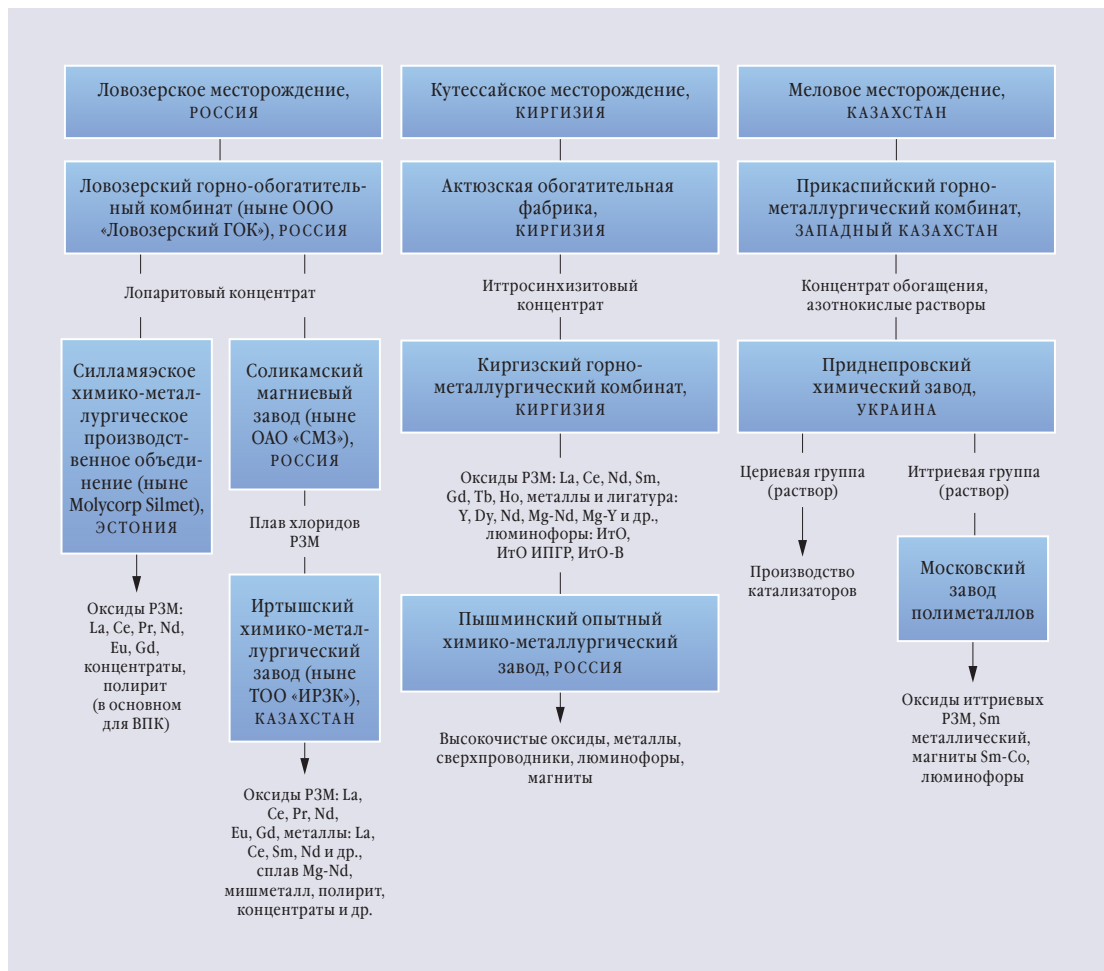 Ловозерское месторождение,
РОССИЯ
Ловозерский горно-обогатитель-
ный комбинат (ныне ООО
«Ловозерский ГОК»), РОССИЯ
Лопаритовый концентрат
Силламяэское
химико-метал-
лургическое
производст-
венное объеди-
нение (ныне
Molycorp Silmet),
ЭСТОНИЯ
Оксиды РЗМ:
La, Ce, Pr, Nd,
Eu, Gd,
концентраты,
полирит
(в основном
для ВПК)
Соликамский
магниевый
завод (ныне
ОАО «СМЗ»),
РОССИЯ
Плав хлоридов
РЗМ
Иртышский
химико-метал-
лургический
завод (ныне
ТОО «ИРЗК»),
КАЗАХСТАН
Оксиды РЗМ: La,
Ce, Pr, Nd,
Eu, Gd, металлы: La,
Ce, Sm, Nd и др.,
сплав Mg-Nd,
мишметалл, полирит,
концентраты и др.
Кутессайское месторождение,
КИРГИЗИЯ
Актюзская обогатительная
фабрика,
КИРГИЗИЯ
Иттросинхизитовый
концентрат
Киргизский горно-
металлургический комбинат,
КИРГИЗИЯ
Оксиды РЗМ: La, Ce, Nd, Sm,
Gd, Tb, Ho, металлы и лигатура:
Y, Dy, Nd, Mg-Nd, Mg-Y и др.,
люминофоры: ИтО,
ИтО ИПГР, ИтО-В
Пышминский опытный
химико-металлургический
завод, РОССИЯ
Высокочистые оксиды, металлы,
сверхпроводники, люминофоры,
магниты
Меловое месторождение,
КАЗАХСТАН
Прикаспийский горно-
металлургический комбинат,
ЗАПАДНЫЙ КАЗАХСТАН
Концентрат обогащения,
азотнокислые растворы
Приднепровский
химический завод,
УКРАИНА
Цериевая группа
(раствор)
Производство
катализаторов
Иттриевая группа
(раствор)
Московский
завод
полиметаллов
Оксиды иттриевых
РЗМ, Sm
металлический,
магниты Sm-Co,
люминофоры